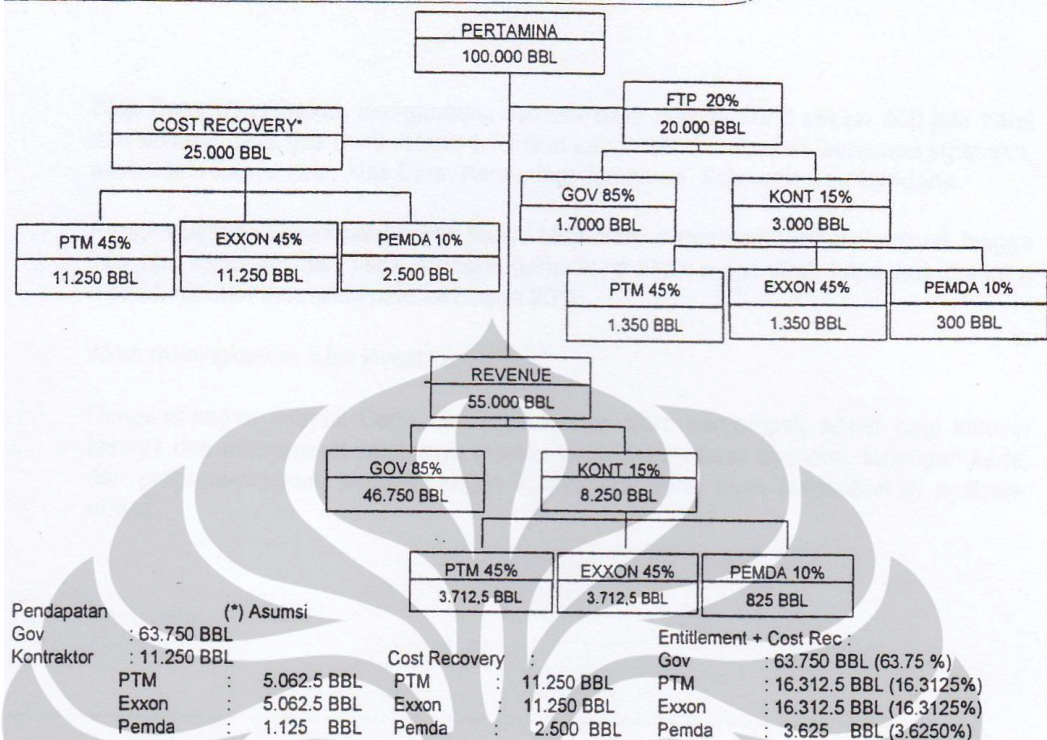 PERTAMINA
100.000 BBL
FTP 20%
20.000 BBL
COST RECOVERY*
25.000 BBL
GOV 85%
1.7000 BBL
KONT 15%
3.000 BBL
PTM 45%
11.250 BBL
EXXON 45%
11.250 BBL
PEMDA 10%
2.500 BBL
PTM 45%
1.350 BBL
EXXON 45%
1.350 BBL
PEMDA 10%
300 BBL
REVENUE
55.000 BBL
GOV 85%
46.750 BBL
KONT 15%
8.250 BBL
PTM 45%
3.712,5 BBL
EXXON 45%
3.712,5 BBL
PEMDA 10%
825 BBL
Pendapatan (*) Asumsi
Gov : 63.750 BBL
Kontraktor : 11.250 BBL
PTM : 5.062.5 BBL
Exxon : 5.062.5 BBL
Pemda : 1.125 BBL
Cost Recovery :
PTM : 11.250 BBL
Exxon : 11.250 BBL
Pemda : 2.500 BBL
Entitlement + Cost Rec :
Gov : 63.750 BBL (63.75 %)
PTM : 16.312.5 BBL (16.3125%)
Exxon : 16.312.5 BBL (16.3125%)
Pemda : 3.625 BBL (3.6250%)